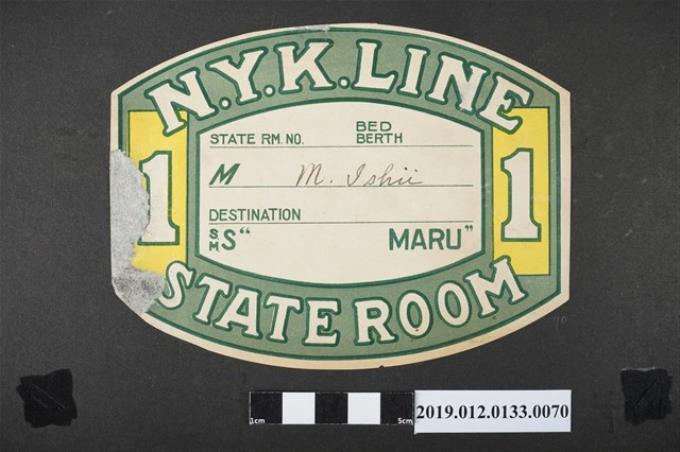 N.Y.K. LINE
1 1
STATE RM. NO. BED BERTH
M M. Ishii
DESTINATION
S.S. M.S. “ MARU”
STATE ROOM
1cm 5cm
2019.012.0133.0070